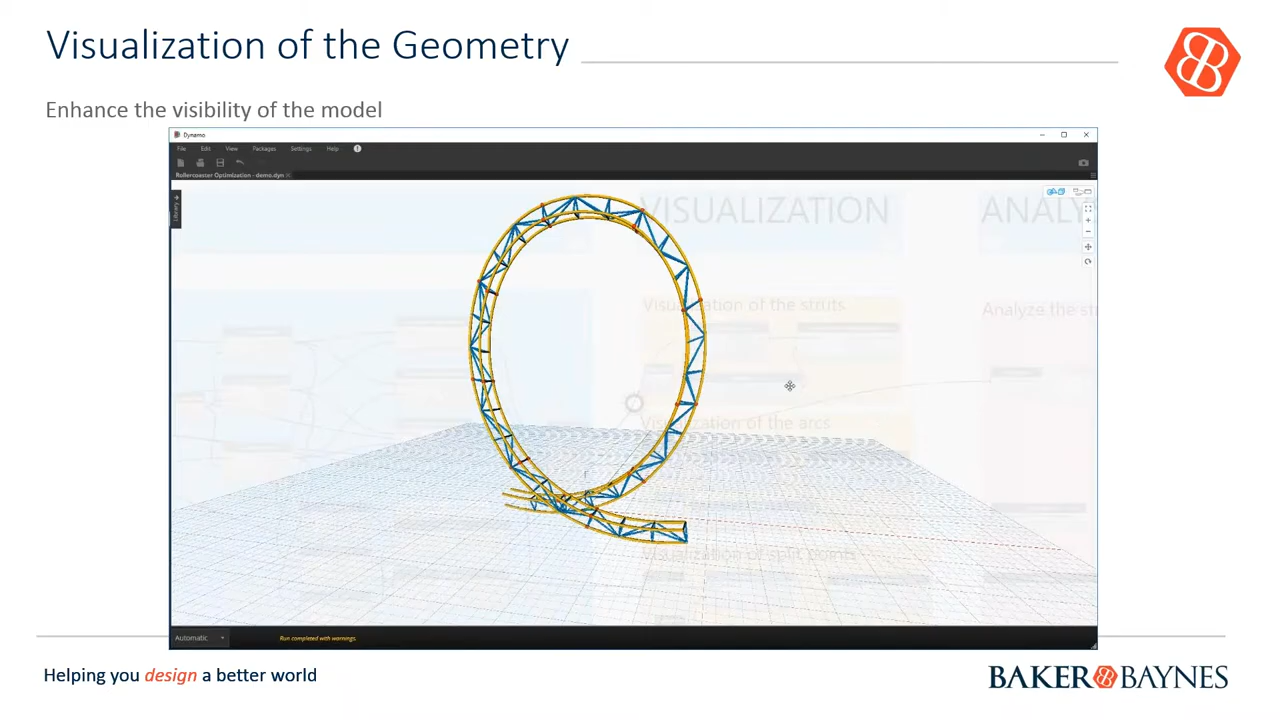 Visualization of the Geometry
Enhance the visibility of the model
Dynamo
File Edit View Packages Settings Help
Rollercoaster Optimization - demo.dyn
Library
VISUALIZATION
ANALY
Visualization of the struts
Analyze the str
Visualization of the arcs
Visualization of split points
Automatic
Run completed with warnings.
Helping you design a better world
BAKER BAYNES